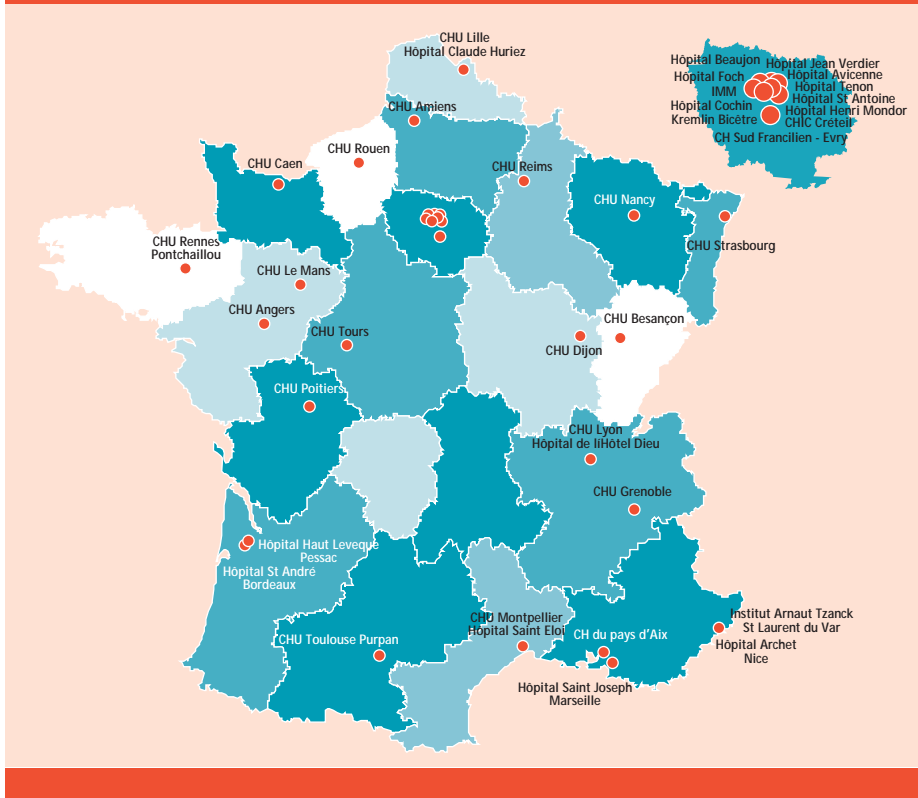 CHU Lille
Hôpital Claude Huriez
Hôpital Beaujon
Hôpital Jean Verdier
Hôpital Foch
Hôpital Avicenne
IMM
Hôpital Tenon
Hôpital St Antoine
Hôpital Cochin
Hôpital Henri Mondor
Kremlin Bicêtre
CHIC Créteil
CH Sud Francilien - Evry
CHU Amiens
CHU Rouen
CHU Caen
CHU Reims
CHU Nancy
CHU Strasbourg
CHU Rennes
Pontchaillou
CHU Le Mans
CHU Angers
CHU Tours
CHU Besançon
CHU Dijon
CHU Poitiers
CHU Lyon
Hôpital de líHôtel Dieu
CHU Grenoble
Hôpital Haut Leveque
Pessac
Hôpital St André
Bordeaux
CHU Toulouse Purpan
CHU Montpellier
Hôpital Saint Eloi
CH du pays d’Aix
Institut Arnaut Tzanck
St Laurent du Var
Hôpital Archet
Nice
Hôpital Saint Joseph
Marseille